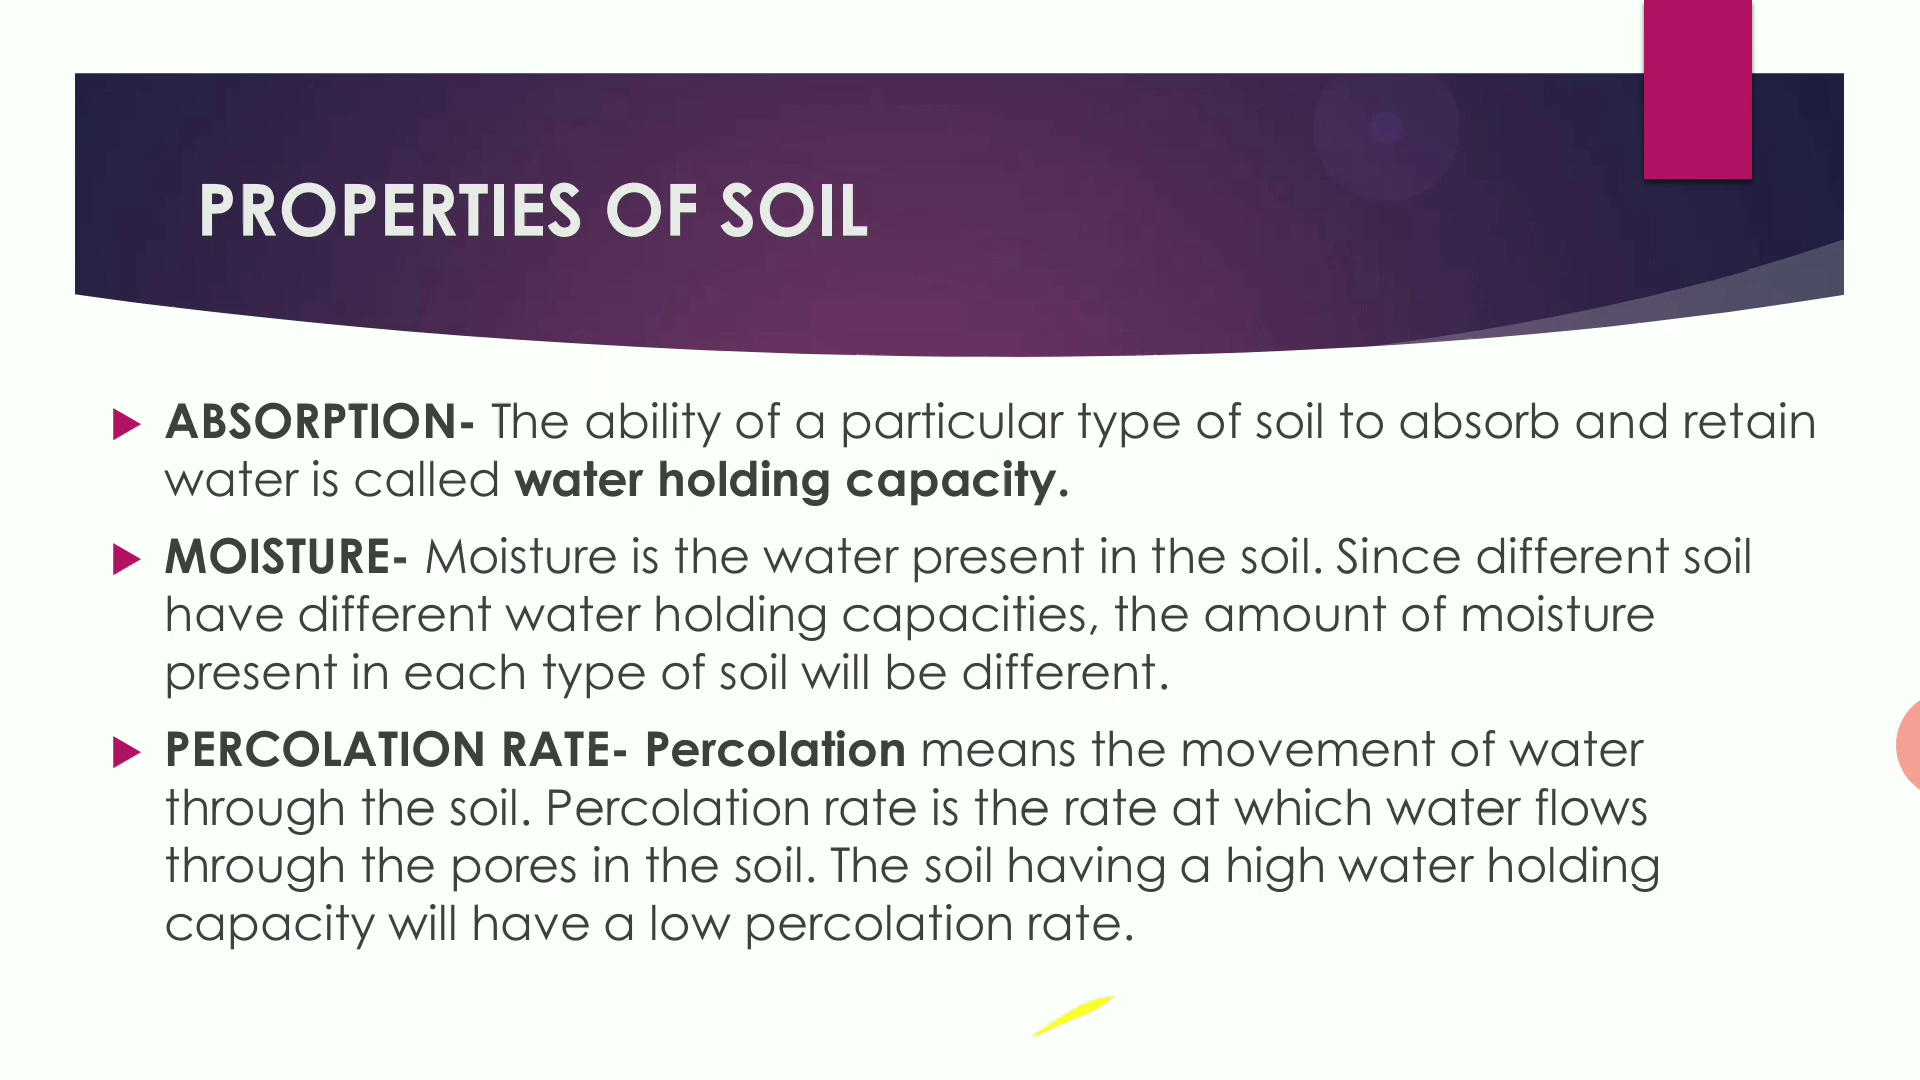 PROPERTIES OF SOIL
ABSORPTION- The ability of a particular type of soil to absorb and retain
water is called water holding capacity.
MOISTURE- Moisture is the water present in the soil. Since different soil
have different water holding capacities, the amount of moisture
present in each type of soil will be different.
PERCOLATION RATE- Percolation means the movement of water
through the soil. Percolation rate is the rate at which water flows
through the pores in the soil. The soil having a high water holding
capacity will have a low percolation rate.